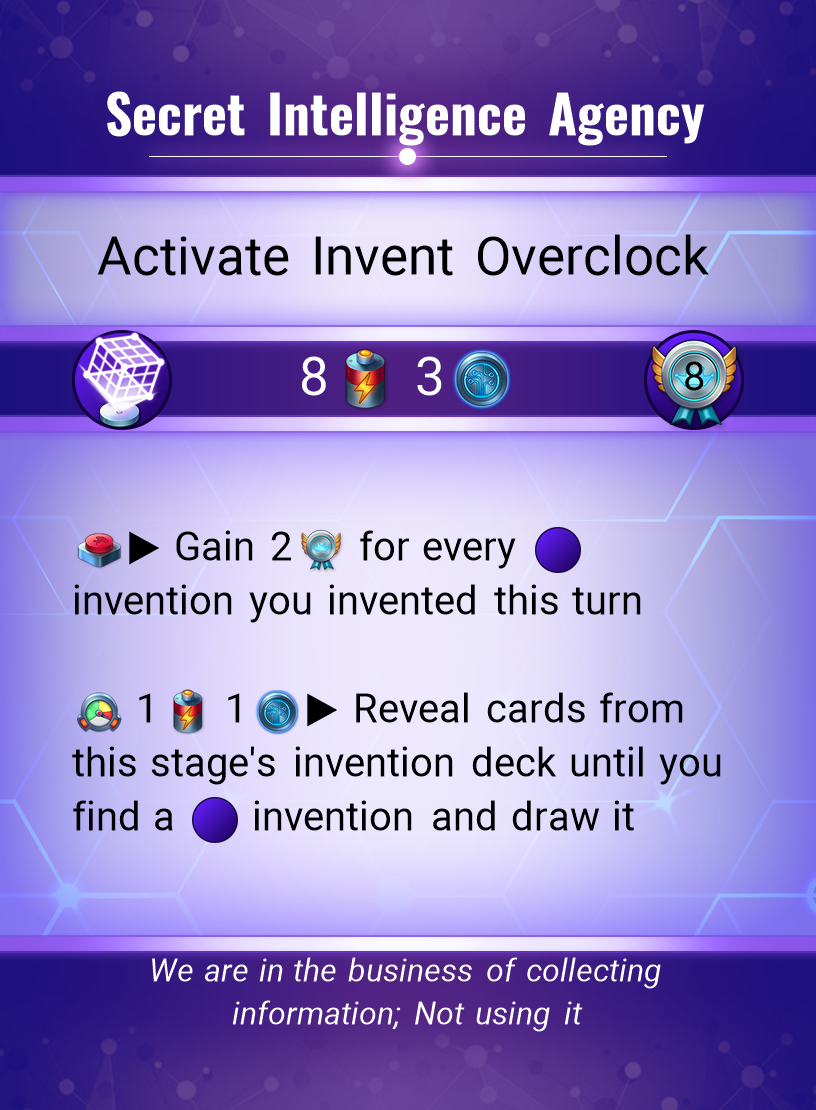 Secret Intelligence Agency
Activate Invent Overclock
8 3 8
▶ Gain 2 for every
invention you invented this turn
1 1 ▶ Reveal cards from
this stage's invention deck until you
find a invention and draw it
We are in the business of collecting
information; Not using it